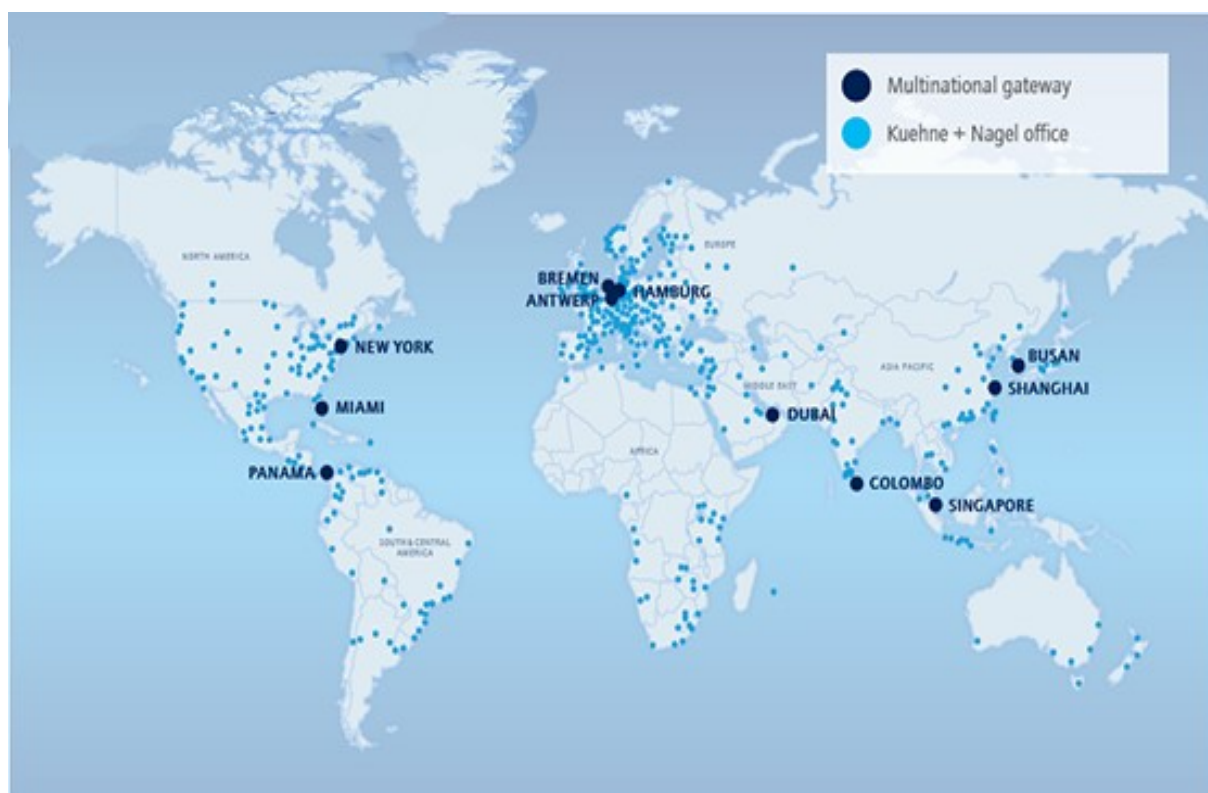 Multinational gateway
Kuehne + Nagel office
NORTH AMERICA
EUROPE
BREMEN
HAMBURG
ANTWERP
NEW YORK
BUSAN
ASIA PACIFIC
SHANGHAI
MIDDLE EAST
MIAMI
DUBAI
AFRICA
PANAMA
COLOMBO
SINGAPORE
SOUTH & CENTRAL
AMERICA